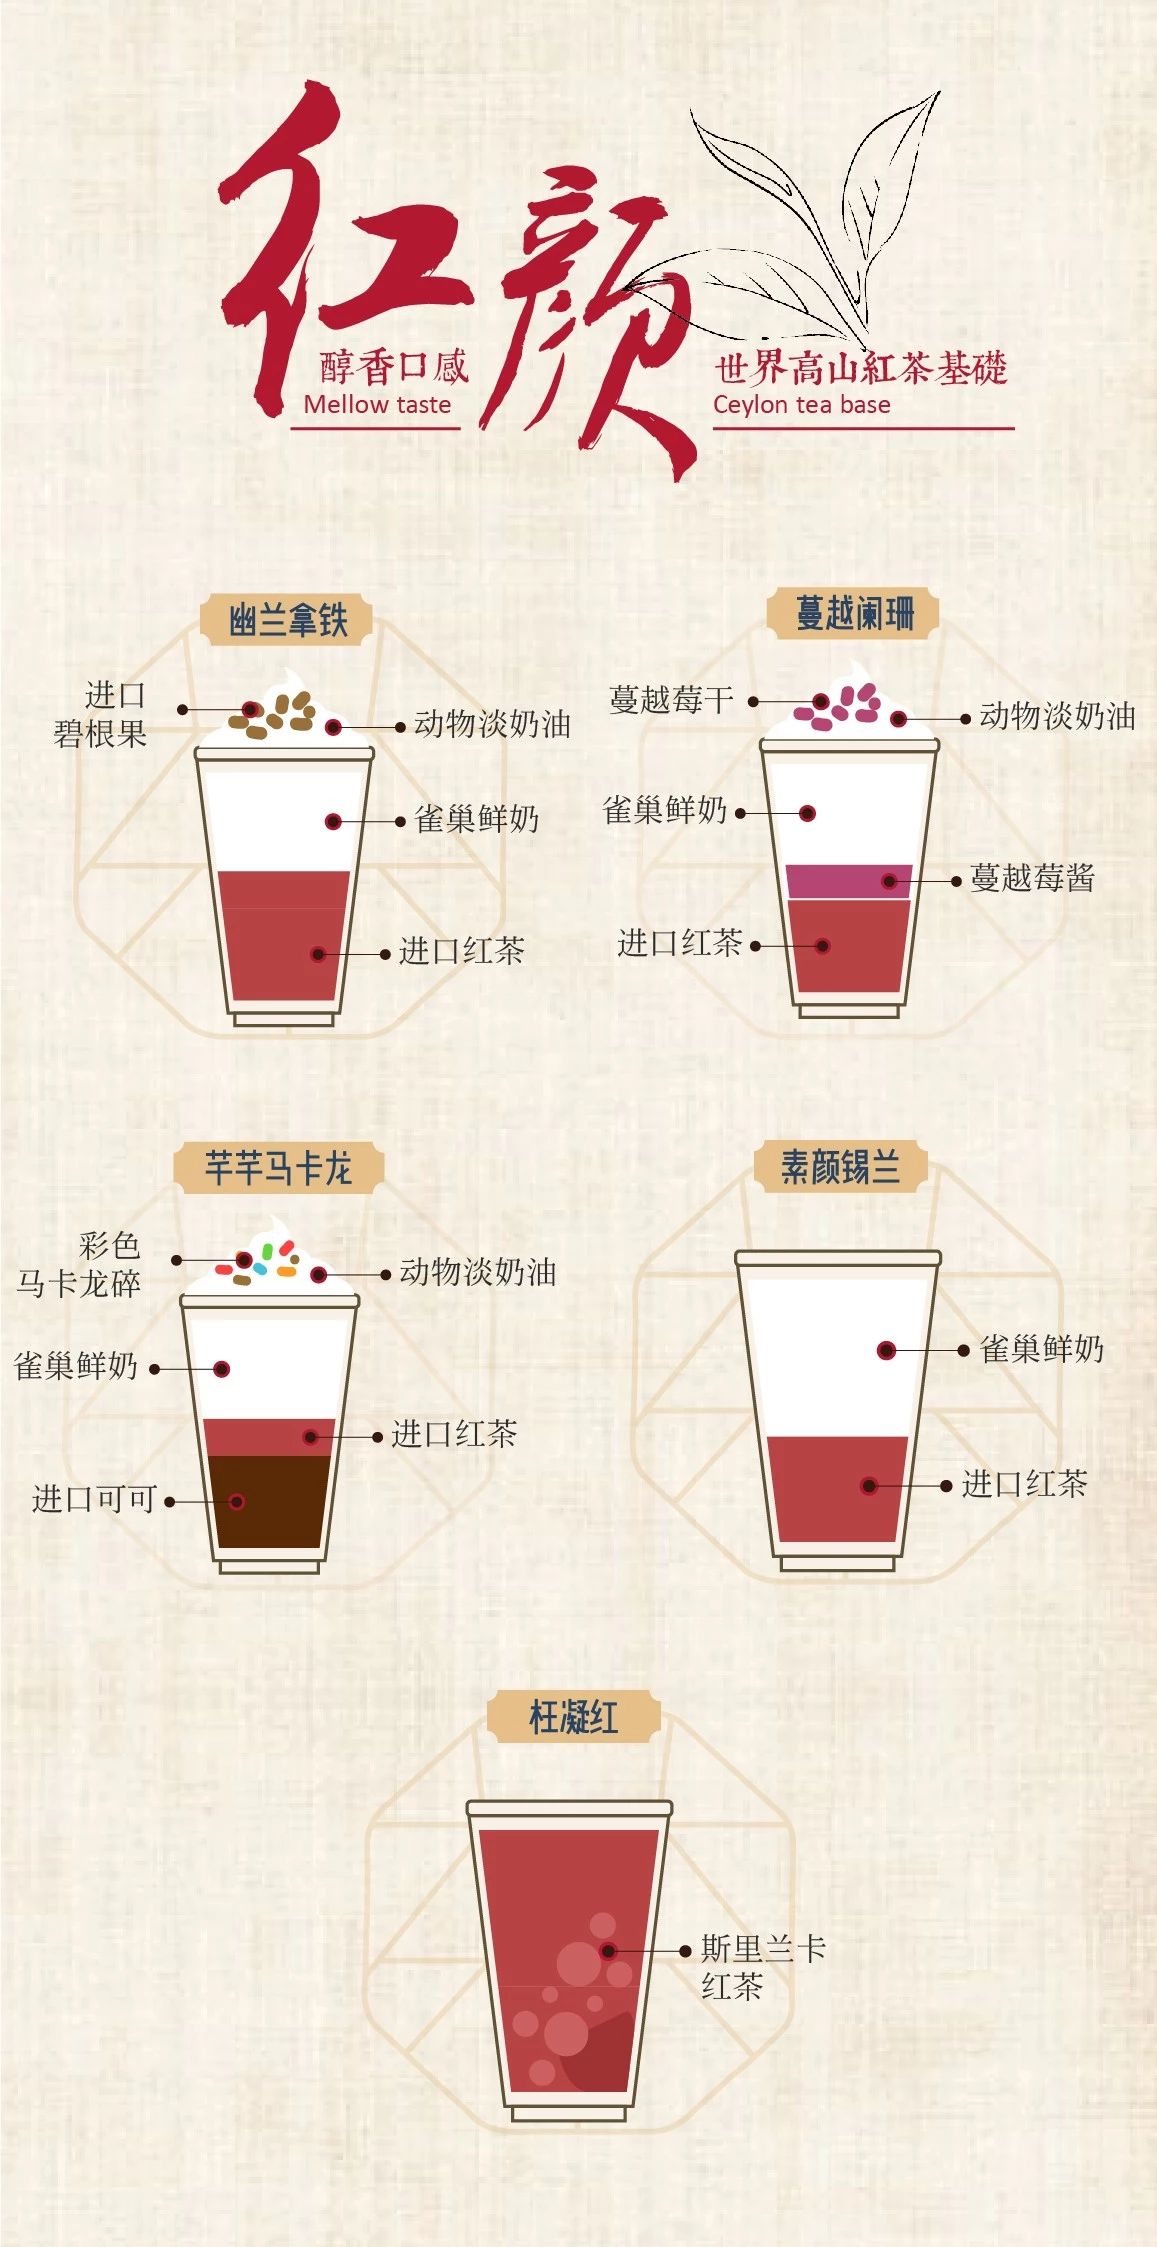 红颜
醇香口感
Mellow taste
世界高山紅茶基礎
Ceylon tea base
幽兰拿铁
进口
碧根果
动物淡奶油
雀巢鲜奶
进口红茶
蔓越阑珊
蔓越莓干
动物淡奶油
雀巢鲜奶
蔓越莓酱
进口红茶
芊芊马卡龙
彩色
马卡龙碎
动物淡奶油
雀巢鲜奶
进口红茶
进口可可
素颜锡兰
雀巢鲜奶
进口红茶
枉凝红
斯里兰卡
红茶